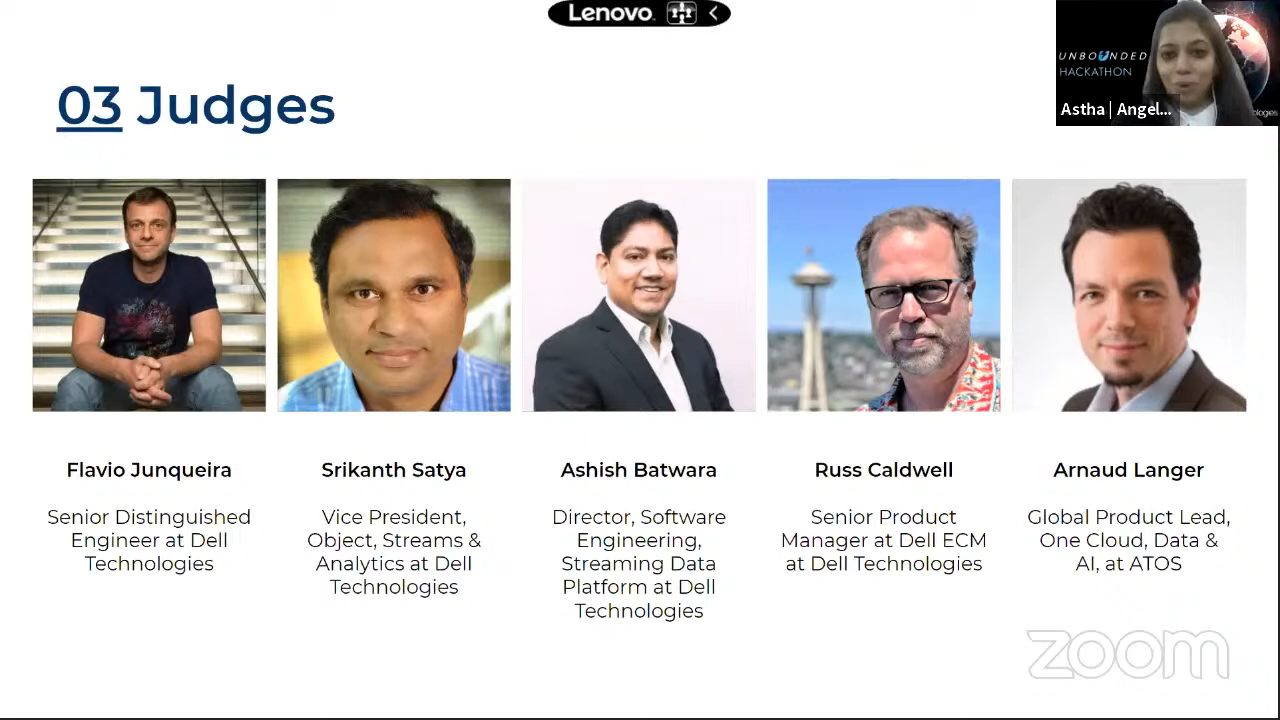 Lenovo
UNBOUNDED
HACKATHON
Astha | Angel...
ologies
03 Judges
Flavio Junqueira
Senior Distinguished
Engineer at Dell
Technologies
Srikanth Satya
Vice President,
Object, Streams &
Analytics at Dell
Technologies
Ashish Batwara
Director, Software
Engineering,
Streaming Data
Platform at Dell
Technologies
Russ Caldwell
Senior Product
Manager at Dell ECM
at Dell Technologies
Arnaud Langer
Global Product Lead,
One Cloud, Data &
AI, at ATOS
zoom